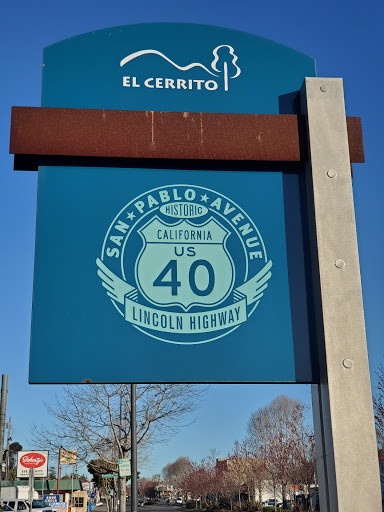 EL CERRITO
SAN★PABLO★AVENUE
HISTORIC
CALIFORNIA
US
40
LINCOLN HIGHWAY